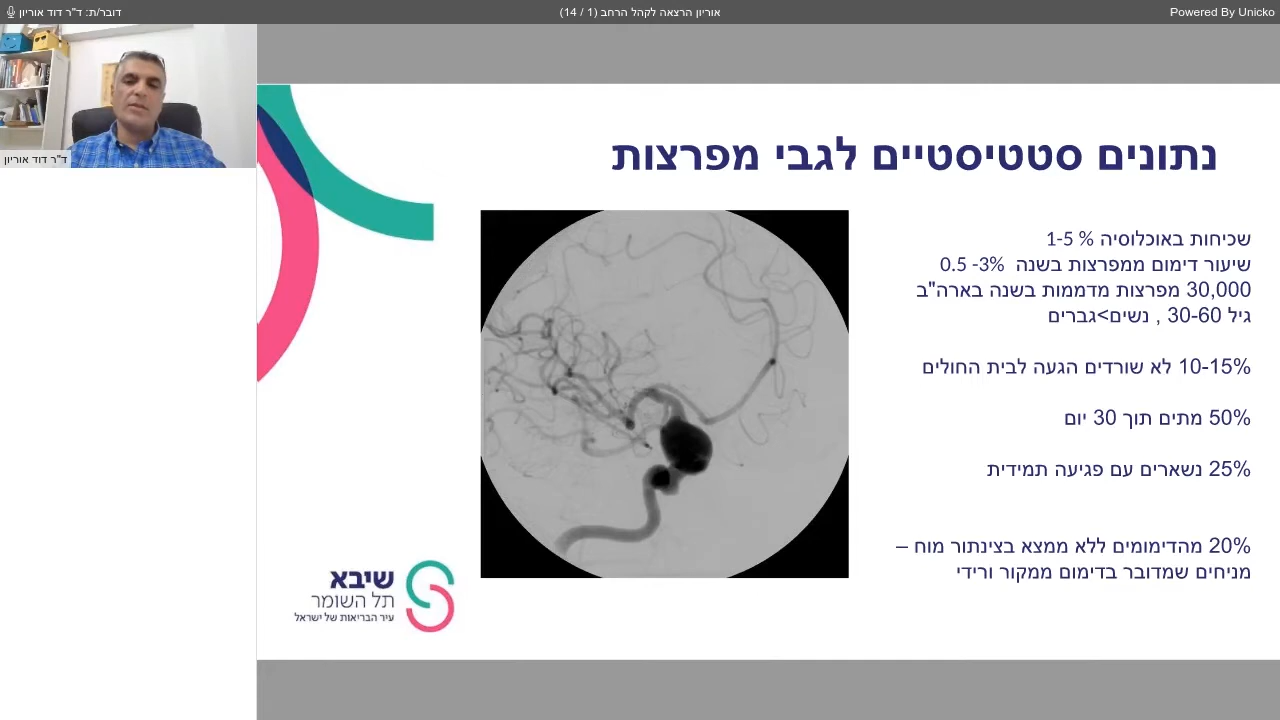 דובר/ת: ד"ר דוד אוריון
אוריון הרצאה לקהל הרחב (1 / 14)
Powered By Unicko
ד"ר דוד אוריון
נתונים סטטיסטיים לגבי מפרצות
שכיחות באוכלוסיה % 1-5
שיעור דימום ממפרצות בשנה 0.5 -3%
30,000 מפרצות מדממות בשנה בארה"ב
גיל 30-60 , נשים>גברים
10-15% לא שורדים הגעה לבית החולים
50% מתים תוך 30 יום
25% נשארים עם פגיעה תמידית
20% מהדימומים ללא ממצא בצינתור מוח –
מניחים שמדובר בדימום ממקור ורידי
שיבא
תל השומר
עיר הבריאות של ישראל